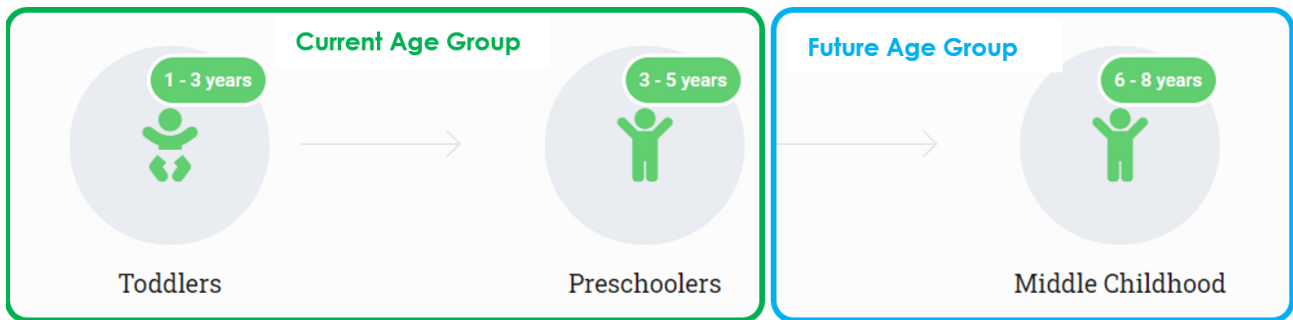 Current Age Group
Future Age Group
1 - 3 years
3 - 5 years
6 - 8 years
Toddlers
Preschoolers
Middle Childhood